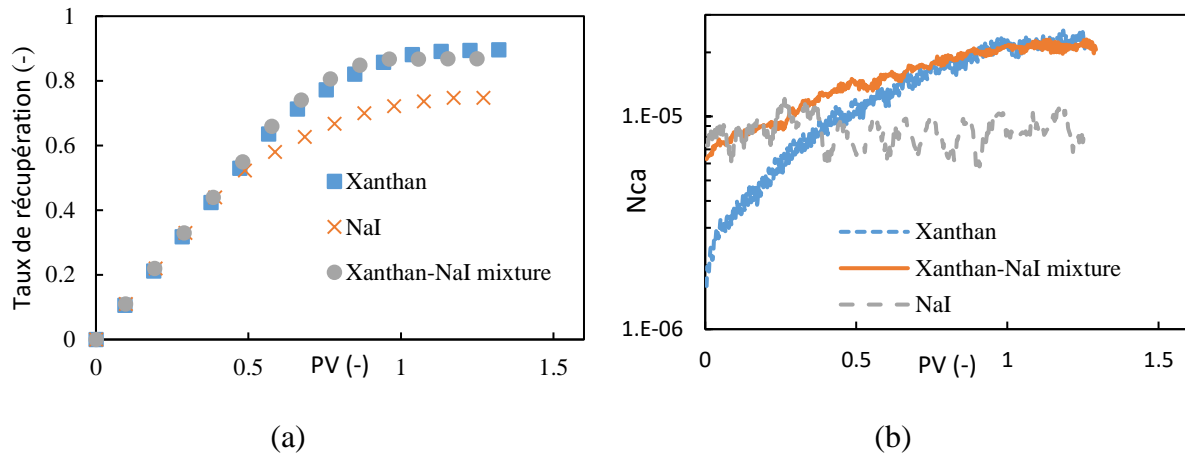 1
0.8
0.6
0.4
0.2
0
0
0.5
1
1.5
Taux de récupération (-)
PV (-)
Xanthan
NaI
Xanthan-NaI mixture
(a)
1.E-05
1.E-06
0
0.5
1
1.5
Nca
PV (-)
Xanthan
Xanthan-NaI mixture
NaI
(b)